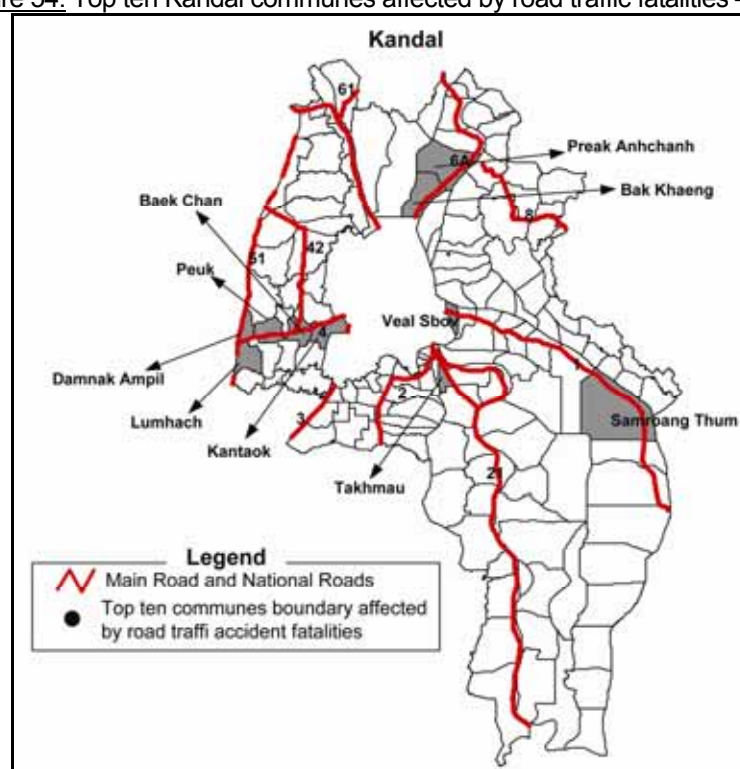 re 54: Top ten Kandal communes affected by road traffic fatalities –
Kandal
61
6A
Preak Anhchanh
Bak Khaeng
8
Baek Chan
42
51
Peuk
4
Veal Sbov
1
Damnak Ampil
Lumhach
Kantaok
3
2
Takhmau
21
Samroang Thum
Legend
Main Road and National Roads
Top ten communes boundary affected
by road traffi accident fatalities